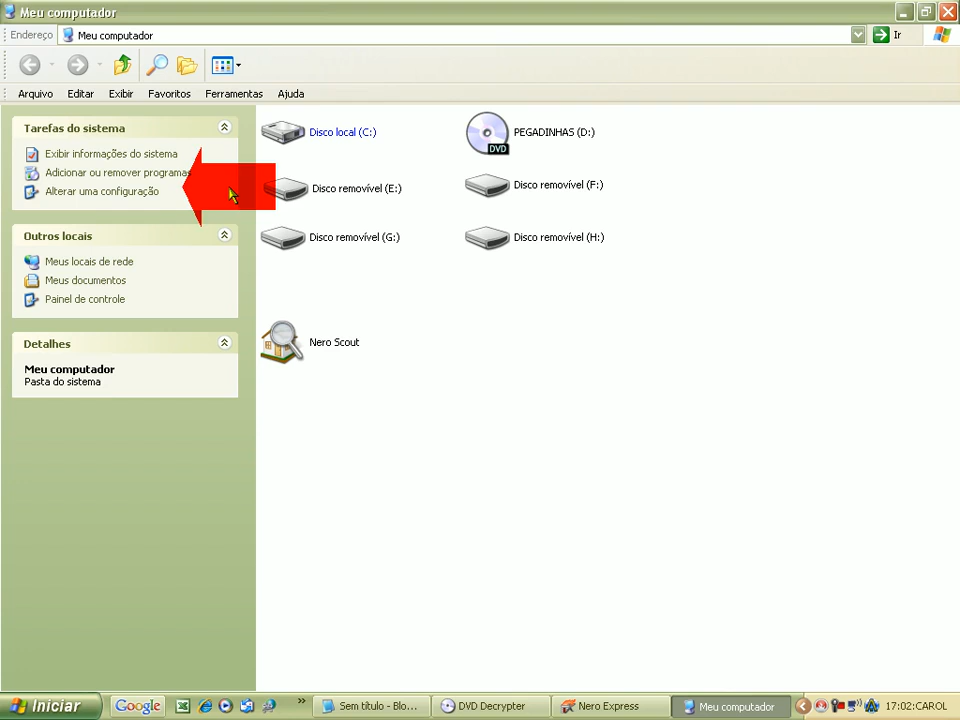 Meu computador
Endereço Meu computador Ir
Arquivo Editar Exibir Favoritos Ferramentas Ajuda
Tarefas do sistema
Exibir informações do sistema
Adicionar ou remover programas
Alterar uma configuração
Outros locais
Meus locais de rede
Meus documentos
Painel de controle
Detalhes
Meu computador
Pasta do sistema
Disco local (C:) PEGADINHAS (D:)
DVD
Disco removível (E:) Disco removível (F:)
Disco removível (G:) Disco removível (H:)
Nero Scout
Iniciar Google Sem título - Blo... DVD Decrypter Nero Express Meu computador 17:02:CAROL